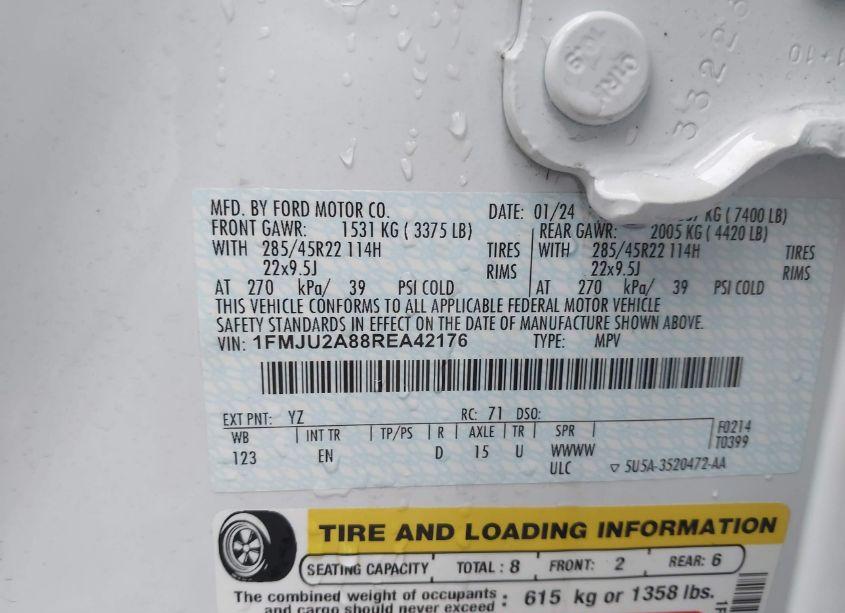 MFD. BY FORD MOTOR CO. DATE: 01/24 KG ( 7400 LB)
FRONT GAWR: 1531 KG ( 3375 LB) REAR GAWR: 2005 KG ( 4420 LB)
WITH 285/45R22 114H TIRES WITH 285/45R22 114H TIRES
22x9.5J RIMS 22x9.5J RIMS
AT 270 kPa/ 39 PSI COLD AT 270 kPa/ 39 PSI COLD
THIS VEHICLE CONFORMS TO ALL APPLICABLE FEDERAL MOTOR VEHICLE
SAFETY STANDARDS IN EFFECT ON THE DATE OF MANUFACTURE SHOWN ABOVE.
VIN: 1FMJU2A88REA42176 TYPE: MPV
EXT PNT: YZ RC: 71 DSO:
WB INT TR TP/PS R AXLE TR SPR F0214
T0399
123 EN D 15 U WWWW
ULC ▽ 5U5A-3520472-AA
TIRE AND LOADING INFORMATION
SEATING CAPACITY TOTAL: 8 FRONT: 2 REAR: 6
The combined weight of occupants
and cargo should never exceed : 615 kg or 1358 lbs.